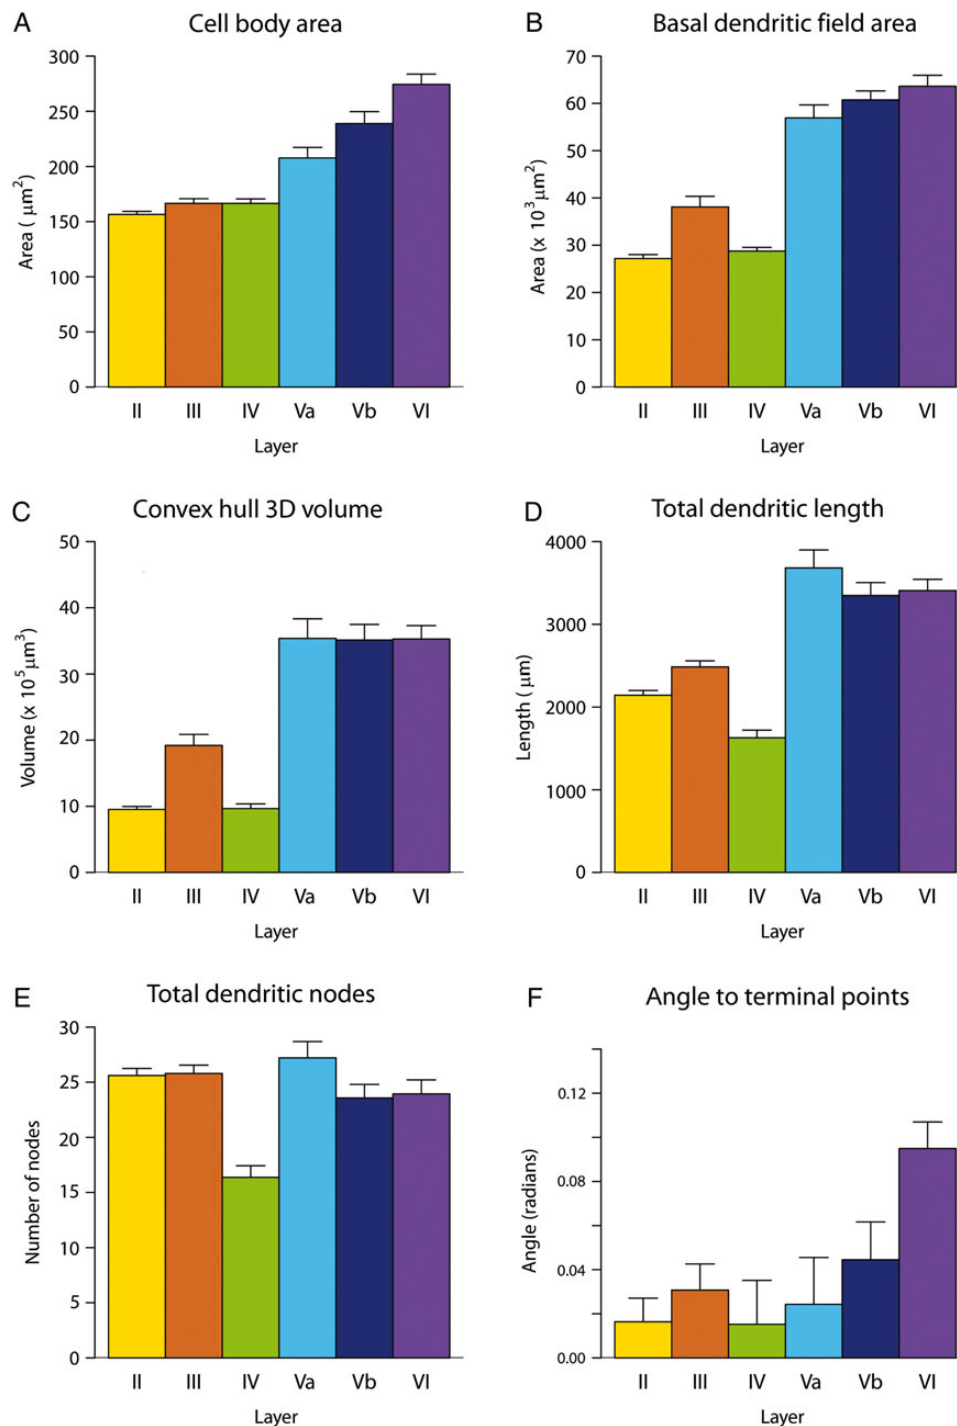 A
Cell body area
300
250
200
150
100
50
0
Area ( μm²)
II III IV Va Vb VI
Layer
B
Basal dendritic field area
70
60
50
40
30
20
10
0
Area (x 10³ μm²)
II III IV Va Vb VI
Layer
C
Convex hull 3D volume
50
40
30
20
10
0
Volume (x 10⁵μm³)
II III IV Va Vb VI
Layer
D
Total dendritic length
4000
3000
2000
1000
0
Length ( μm)
II III IV Va Vb VI
Layer
E
Total dendritic nodes
30
25
20
15
10
5
0
Number of nodes
II III IV Va Vb VI
Layer
F
Angle to terminal points
0.12
0.08
0.04
0.00
Angle (radians)
II III IV Va Vb VI
Layer